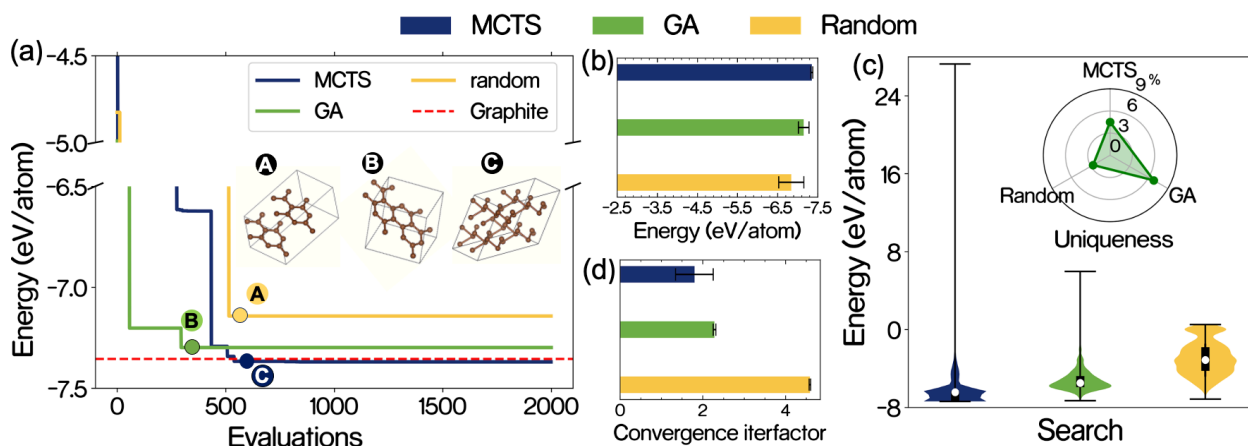 MCTS GA Random
(a)
-4.5
-5.0
-6.5
-7.0
-7.5
Energy (eV/atom)
MCTS random
GA Graphite
A B C
A
B
C
0 500 1000 1500 2000
Evaluations
(b)
-2.5 -3.5 -4.5 -5.5 -6.5 -7.5
Energy (eV/atom)
(d)
0 2 4
Convergence iterfactor
(c)
24
16
8
0
-8
Energy (eV/atom)
MCTS
9%
6
3
0
Random
GA
Uniqueness
Search